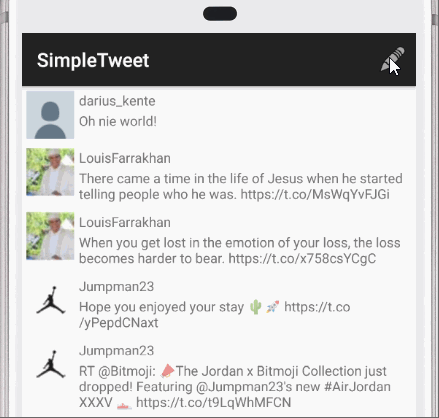 SimpleTweet
darius_kente
Oh nie world!
LouisFarrakhan
There came a time in the life of Jesus when he started
telling people who he was. https://t.co/MsWqYvFJGi
LouisFarrakhan
When you get lost in the emotion of your loss, the loss
becomes harder to bear. https://t.co/x758csYCgC
Jumpman23
Hope you enjoyed your stay 🌵 🚀 https://t.co
/yPepdCNaxt
Jumpman23
RT @Bitmoji: 📣The Jordan x Bitmoji Collection just
dropped! Featuring @Jumpman23's new #AirJordan
XXXV https://t.co/t9LqWhMFCN